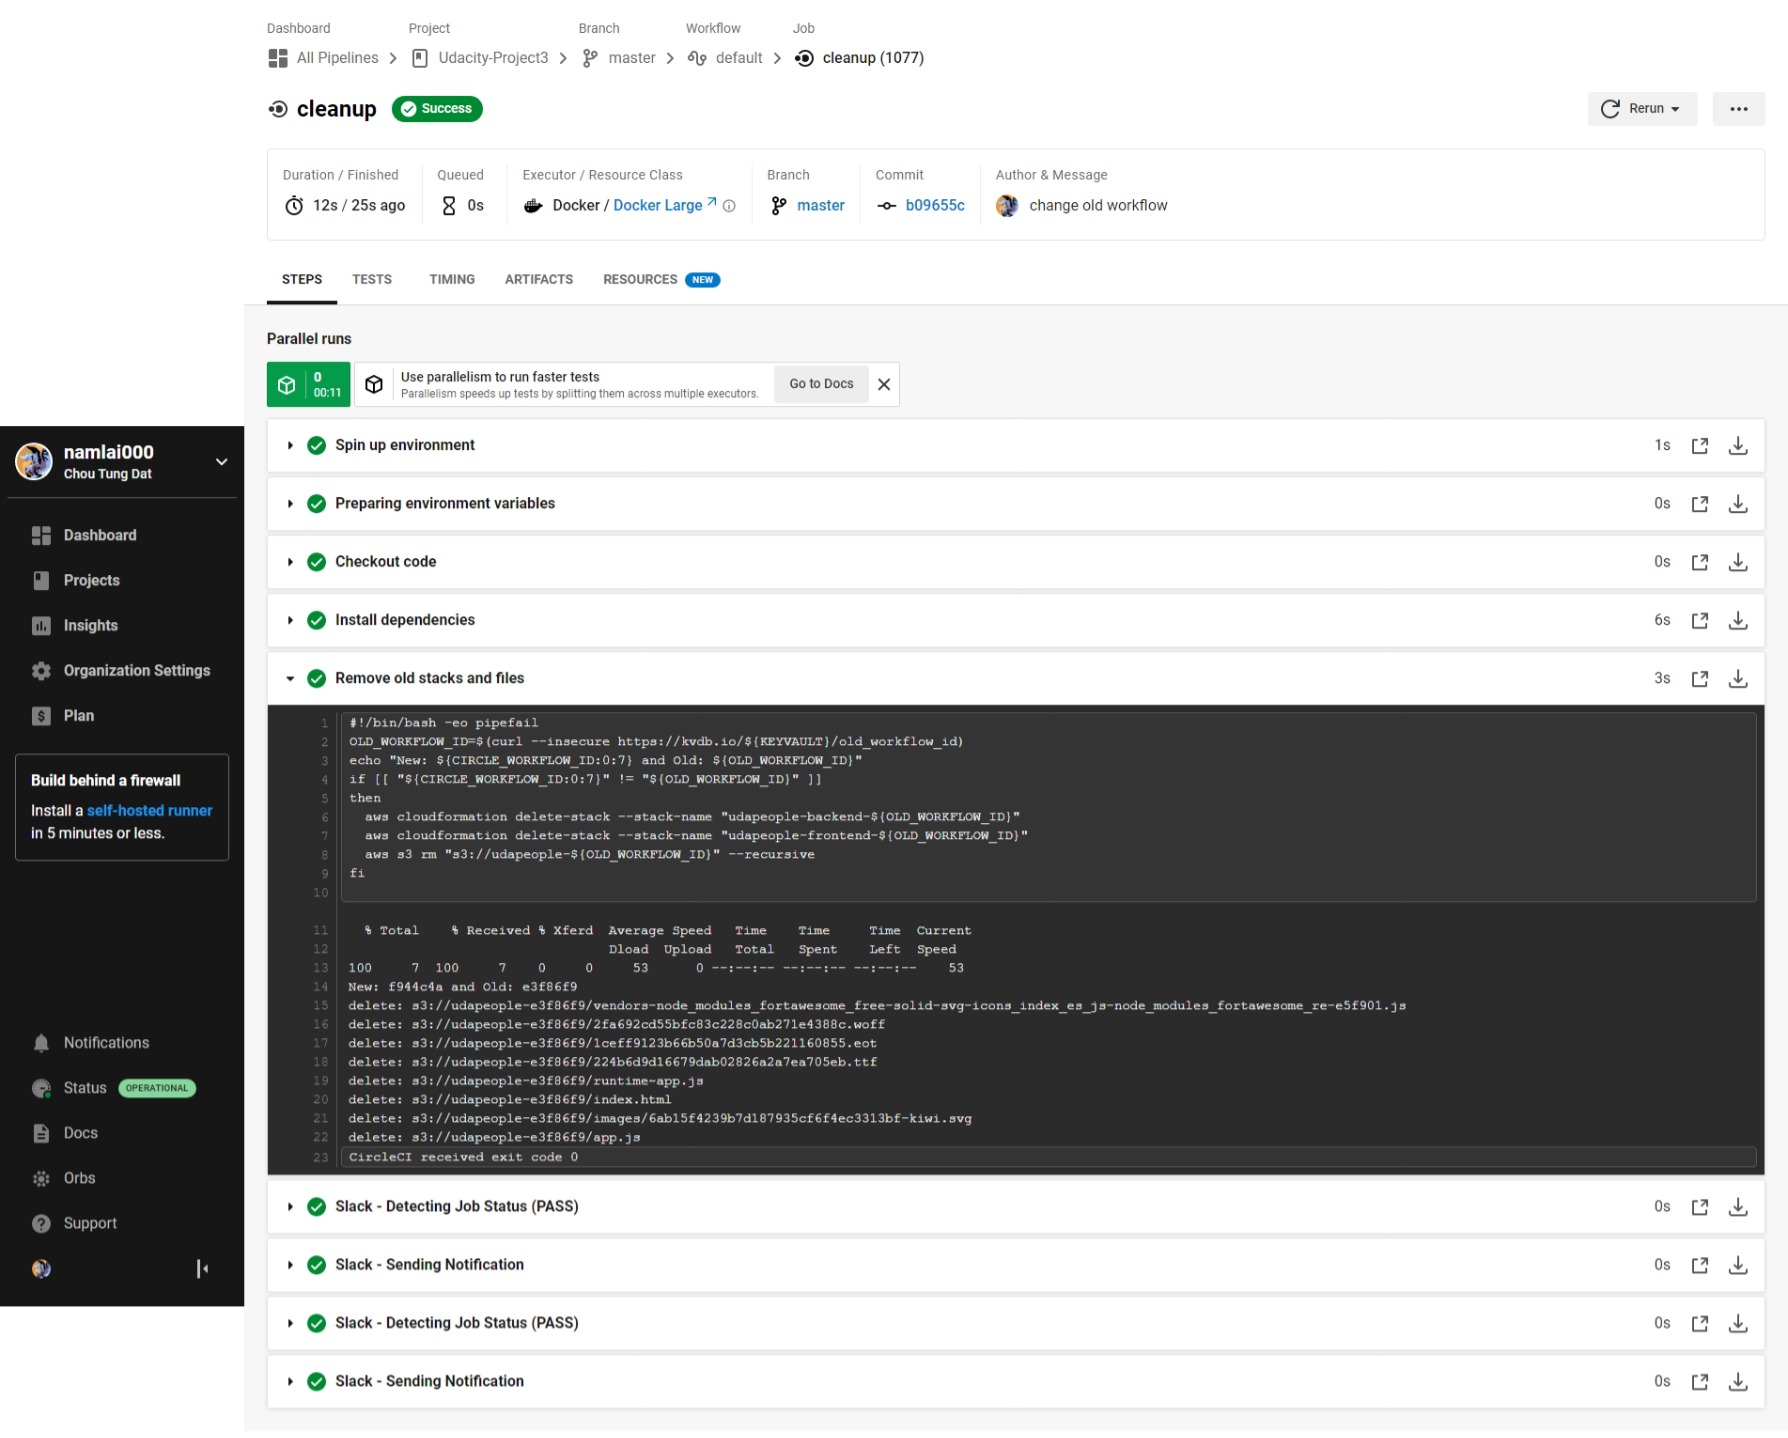 Dashboard Project Branch Workflow Job
All Pipelines Udacity-Project3 master default cleanup (1077)
cleanup Success Rerun
Duration / Finished Queued Executor / Resource Class Branch Commit Author & Message
12s / 25s ago 0s Docker / Docker Large master b09655c change old workflow
STEPS TESTS TIMING ARTIFACTS RESOURCES NEW
Parallel runs
0
00:11
Use parallelism to run faster tests
Parallelism speeds up tests by splitting them across multiple executors.
Go to Docs
namlai000
Chou Tung Dat
Dashboard
Projects
Insights
Organization Settings
Plan
Build behind a firewall
Install a self-hosted runner
in 5 minutes or less.
Notifications
Status OPERATIONAL
Docs
Orbs
Support
Spin up environment 1s
Preparing environment variables 0s
Checkout code 0s
Install dependencies 6s
Remove old stacks and files 3s
1 #!/bin/bash -eo pipefail
2 OLD_WORKFLOW_ID=$(curl --insecure https://kvdb.io/${KEYVAULT}/old_workflow_id)
3 echo "New: ${CIRCLE_WORKFLOW_ID:0:7} and Old: ${OLD_WORKFLOW_ID}"
4 if [[ "${CIRCLE_WORKFLOW_ID:0:7}" != "${OLD_WORKFLOW_ID}" ]]
5 then
6 aws cloudformation delete-stack --stack-name "udapeople-backend-${OLD_WORKFLOW_ID}"
7 aws cloudformation delete-stack --stack-name "udapeople-frontend-${OLD_WORKFLOW_ID}"
8 aws s3 rm "s3://udapeople-${OLD_WORKFLOW_ID}" --recursive
9 fi
10
11 % Total % Received % Xferd Average Speed Time Time Time Current
12 Dload Upload Total Spent Left Speed
13 100 7 100 7 0 0 53 0 --:--:-- --:--:-- --:--:-- 53
14 New: f944c4a and Old: e3f86f9
15 delete: s3://udapeople-e3f86f9/vendors-node_modules_fortawesome_free-solid-svg-icons_index_es_js-node_modules_fortawesome_re-e5f901.js
16 delete: s3://udapeople-e3f86f9/2fa692cd55bfc83c228c0ab271e4388c.woff
17 delete: s3://udapeople-e3f86f9/1ceff9123b66b50a7d3cb5b221160855.eot
18 delete: s3://udapeople-e3f86f9/224b6d9d16679dab02826a2a7ea705eb.ttf
19 delete: s3://udapeople-e3f86f9/runtime~app.js
20 delete: s3://udapeople-e3f86f9/index.html
21 delete: s3://udapeople-e3f86f9/images/6ab15f4239b7d187935cf6f4ec3313bf-kiwi.svg
22 delete: s3://udapeople-e3f86f9/app.js
23 CircleCI received exit code 0
Slack - Detecting Job Status (PASS) 0s
Slack - Sending Notification 0s
Slack - Detecting Job Status (PASS) 0s
Slack - Sending Notification 0s